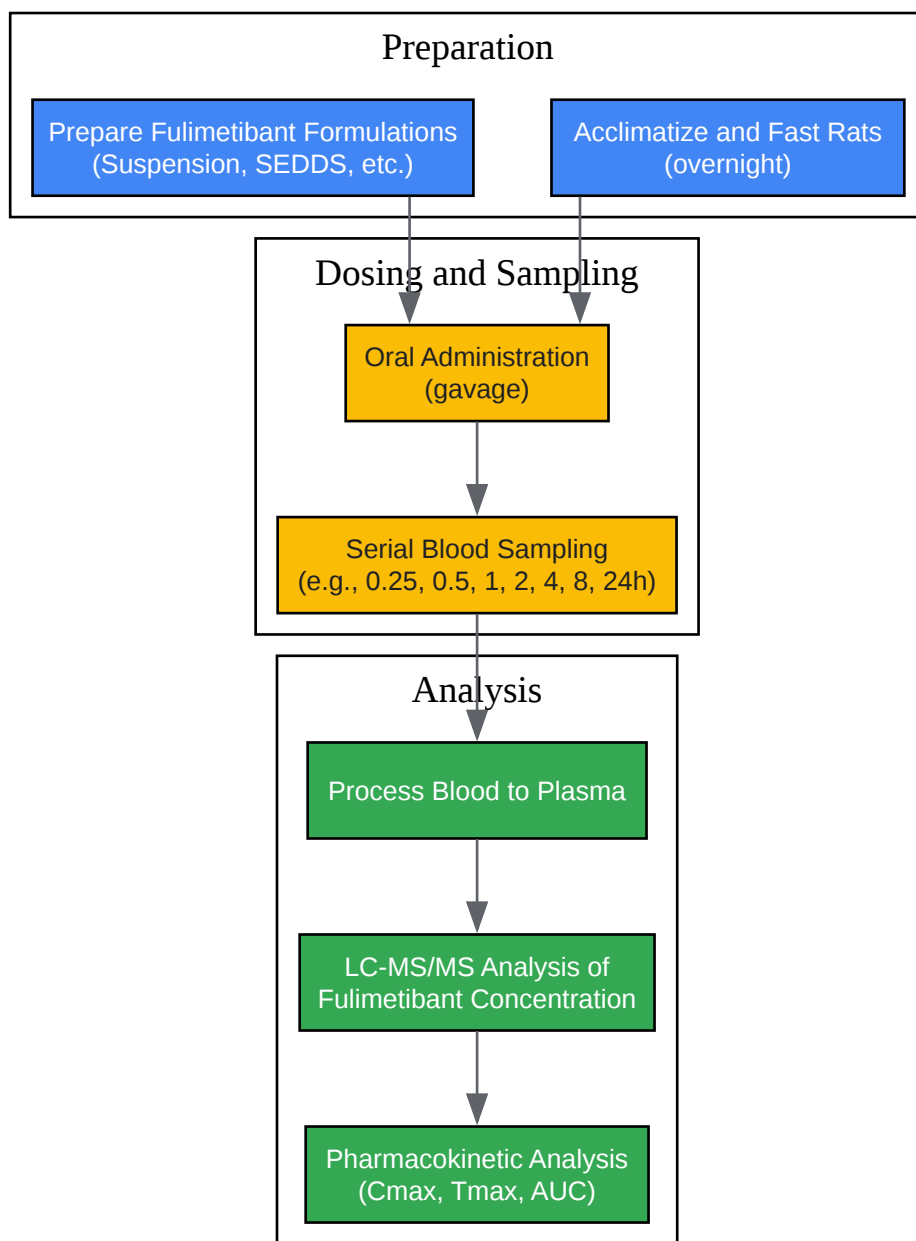 Preparation
Prepare Fulimetibant Formulations
(Suspension, SEDDS, etc.)
Acclimatize and Fast Rats
(overnight)
Dosing and Sampling
Oral Administration
(gavage)
Serial Blood Sampling
(e.g., 0.25, 0.5, 1, 2, 4, 8, 24h)
Analysis
Process Blood to Plasma
LC-MS/MS Analysis of
Fulimetibant Concentration
Pharmacokinetic Analysis
(Cmax, Tmax, AUC)